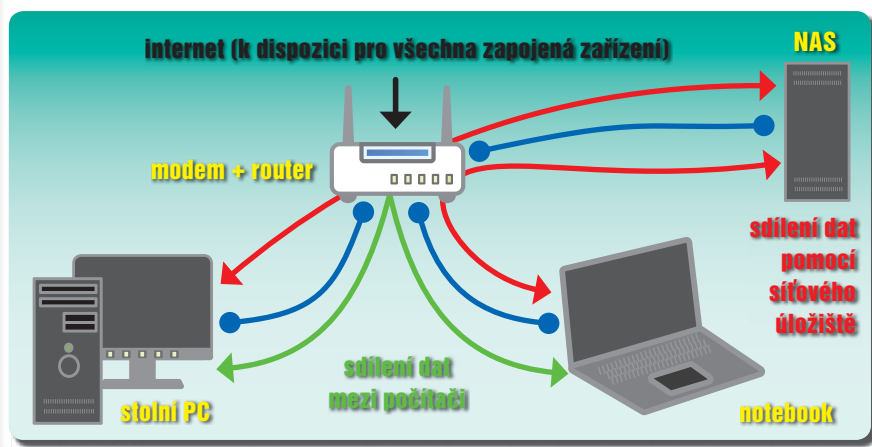 internet (k dispozici pro všechna zapojená zařízení)
NAS
modem + router
sdílení dat
pomocí
síťového
úložiště
sdílení dat
mezi počítači
stolní PC
notebook